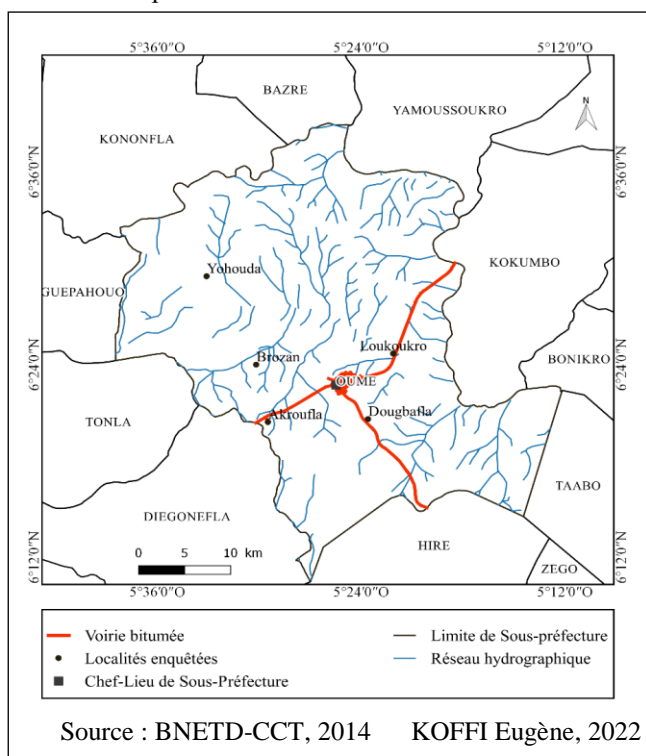 5°36'0"O 5°24'0"O 5°12'0"O
BAZRE
YAMOUSSOUKRO
N
KONONFLA
6°36'0"N 6°36'0"N
KOKUMBO
Yohouda
GUEPAHOUO
Loukoukro
BONIKRO
Brozan
6°24'0"N 6°24'0"N
OUME
TONLA
Akroufla
Dougbafla
TAABO
DIEGONEFLA
HIRE
6°12'0"N 6°12'0"N
0 5 10 km
ZEGO
5°36'0"O 5°24'0"O 5°12'0"O
Voirie bitumée Limite de Sous-préfecture
Localités enquêtées Réseau hydrographique
Chef-Lieu de Sous-Préfecture
Source : BNETD-CCT, 2014 KOFFI Eugène, 2022